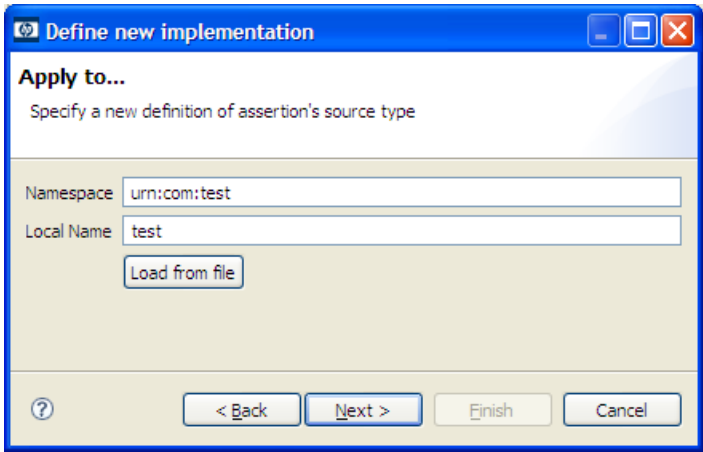 hp Define new implementation
Apply to...
Specify a new definition of assertion's source type
Namespace urn:com:test
Local Name test
Load from file
? < Back Next > Finish Cancel